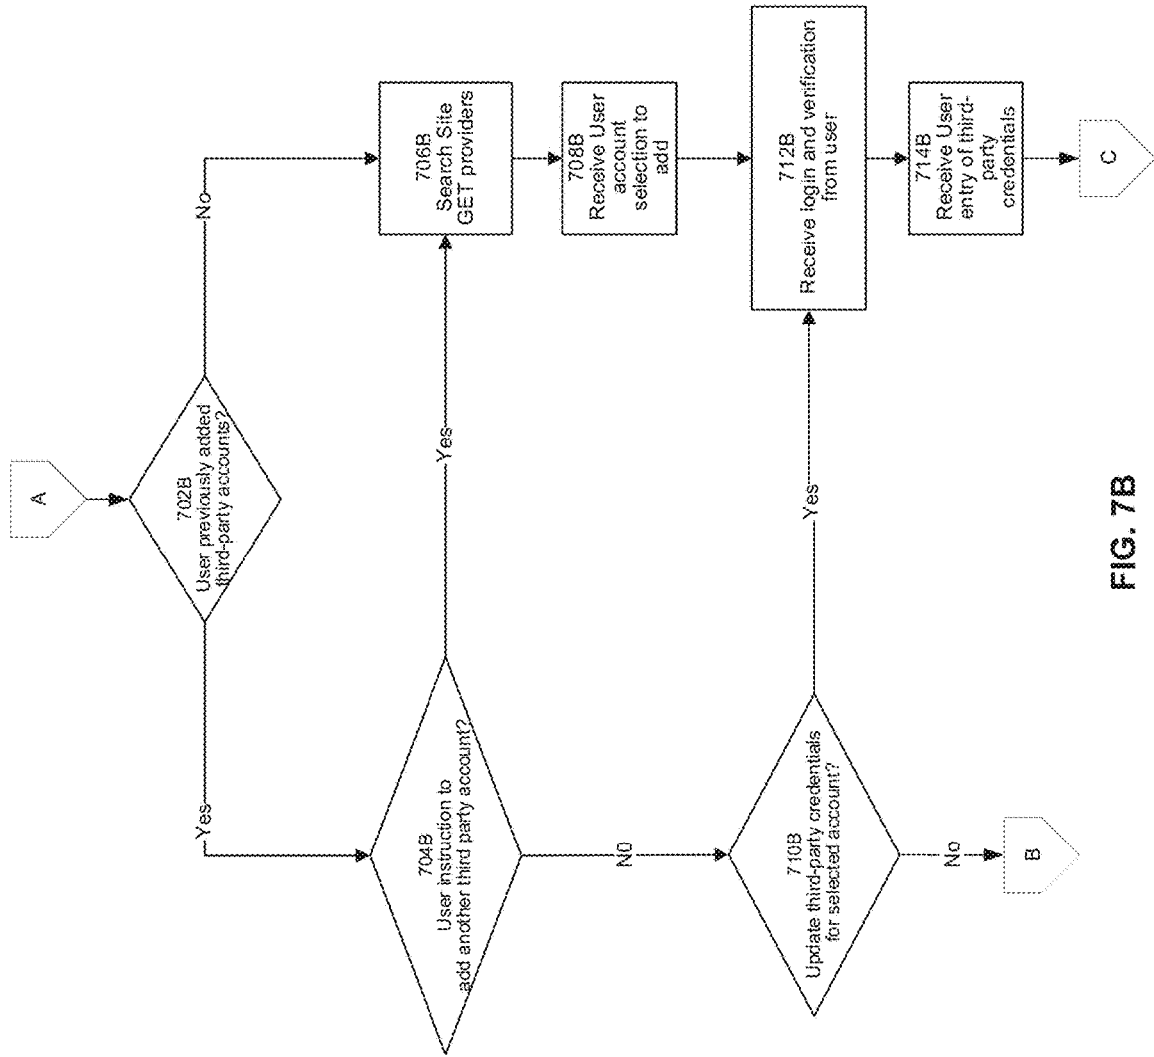 A
702B
User previously added
third-party accounts?
Yes
No
704B
User instruction to
add another third party account?
Yes
706B
Search Site
GET providers
708B
Receive User
account
selection to
add
N0
710B
Update third-party credentials
for selected account?
Yes
712B
Receive login and verification
from user
714B
Receive User
entry of third-
party
credentials
No
B
C
FIG. 7B